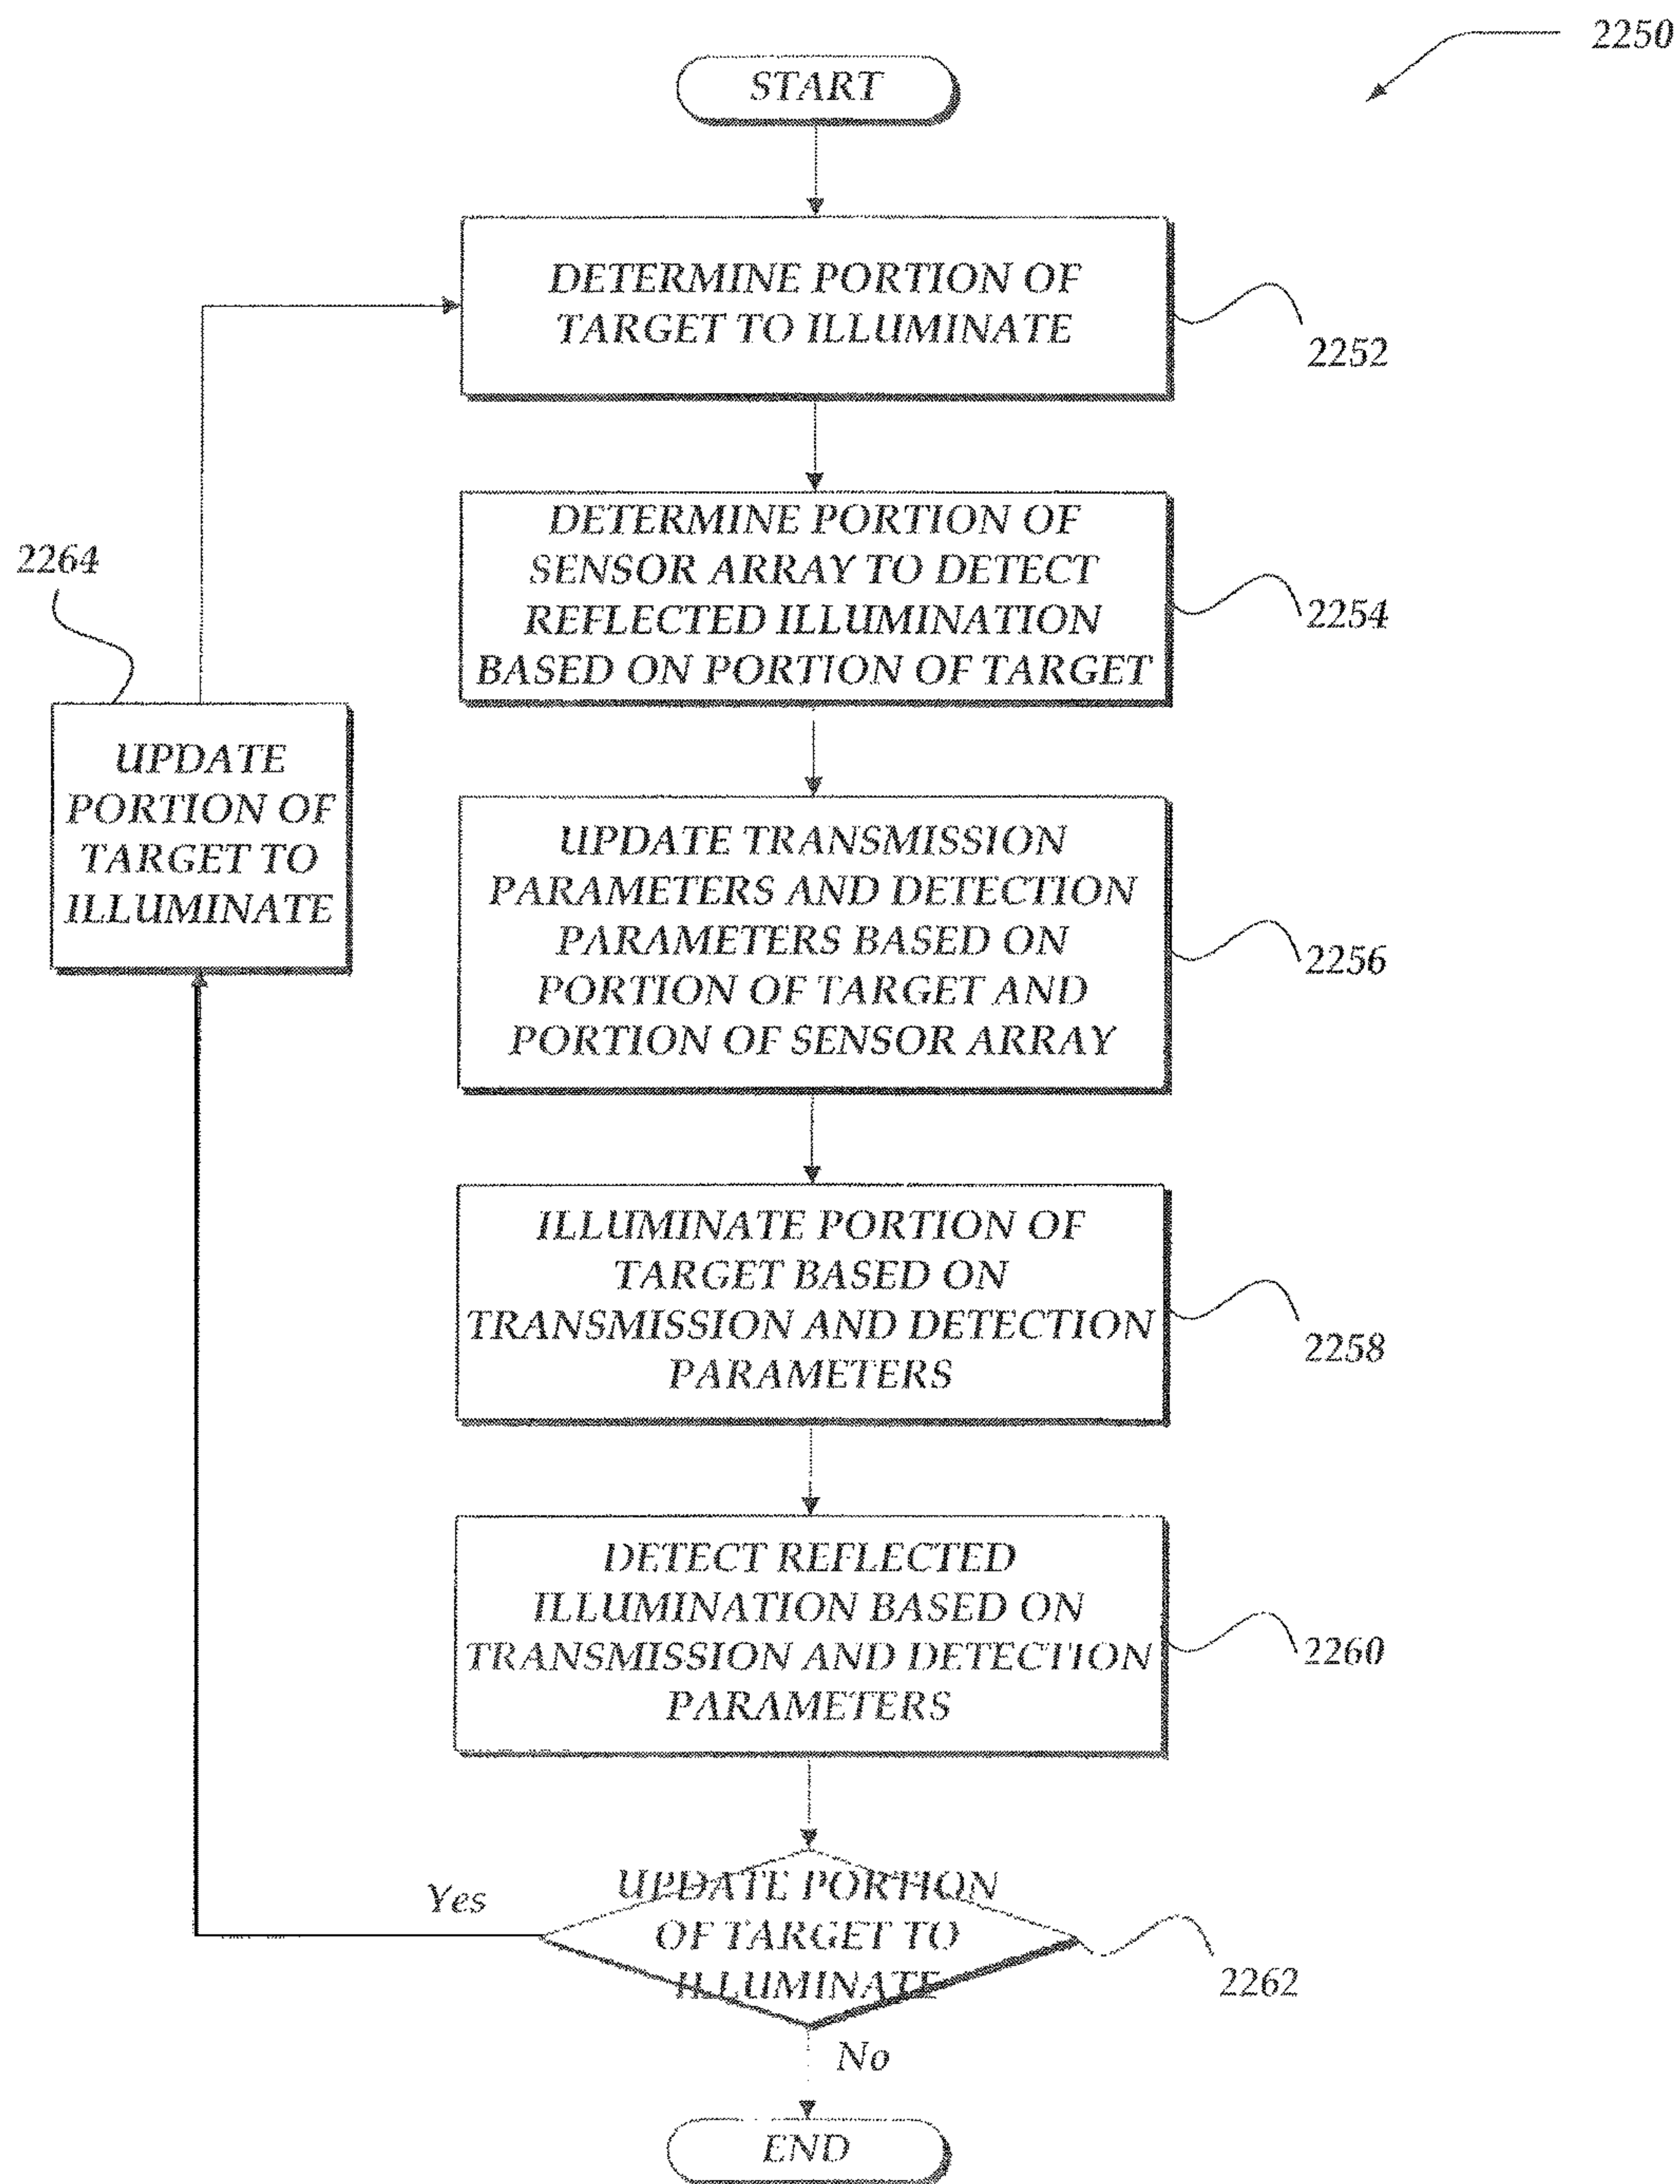 2250
START
DETERMINE PORTION OF
TARGET TO ILLUMINATE
2252
DETERMINE PORTION OF
SENSOR ARRAY TO DETECT
REFLECTED ILLUMINATION
BASED ON PORTION OF TARGET
2254
2264
UPDATE
PORTION OF
TARGET TO
ILLUMINATE
UPDATE TRANSMISSION
PARAMETERS AND DETECTION
PARAMETERS BASED ON
PORTION OF TARGET AND
PORTION OF SENSOR ARRAY
2256
ILLUMINATE PORTION OF
TARGET BASED ON
TRANSMISSION AND DETECTION
PARAMETERS
2258
DETECT REFLECTED
ILLUMINATION BASED ON
TRANSMISSION AND DETECTION
PARAMETERS
2260
UPDATE PORTION
OF TARGET TO
ILLUMINATE
Yes
2262
No
END